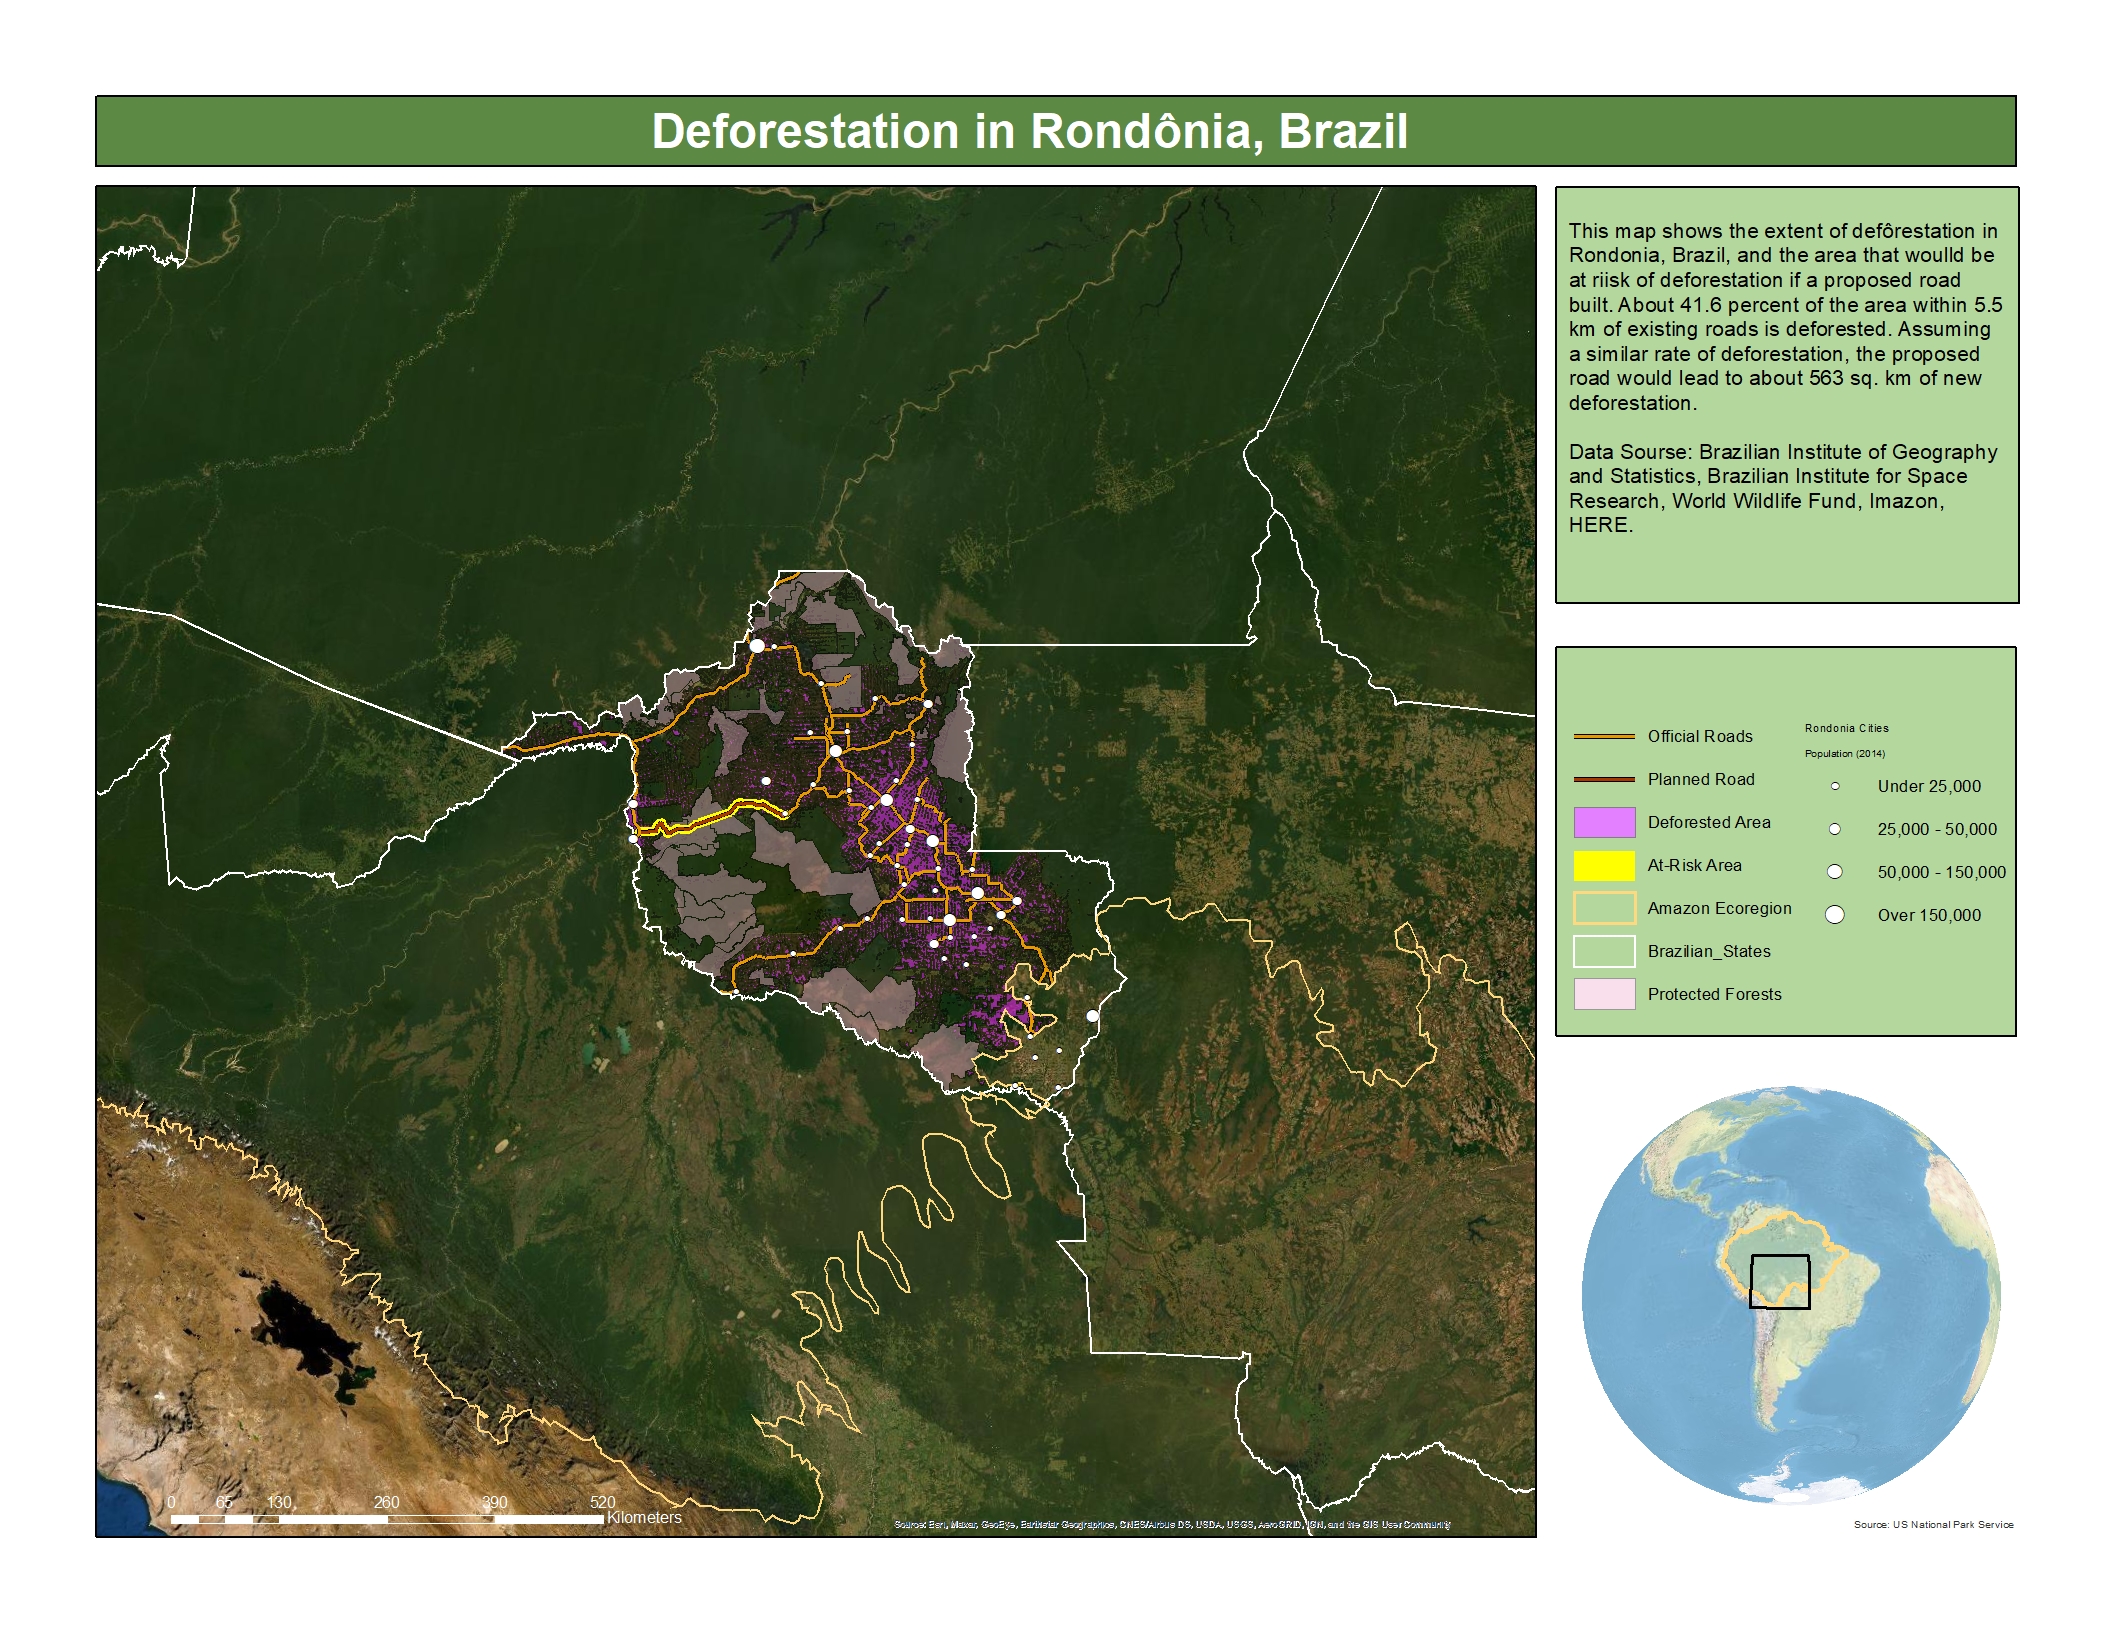 Deforestation in Rondônia, Brazil
This map shows the extent of defôrestation in
Rondonia, Brazil, and the area that woulld be
at riisk of deforestation if a proposed road
built. About 41.6 percent of the area within 5.5
km of existing roads is deforested. Assuming
a similar rate of deforestation, the proposed
road would lead to about 563 sq. km of new
deforestation.
Data Sourse: Brazilian Institute of Geography
and Statistics, Brazilian Institute for Space
Research, World Wildlife Fund, Imazon,
HERE.
Official Roads
Planned Road
Deforested Area
At-Risk Area
Amazon Ecoregion
Brazilian_States
Protected Forests
Rondonia Cities
Population (2014)
Under 25,000
25,000 - 50,000
50,000 - 150,000
Over 150,000
0 65 130 260 390 520
Kilometers
Source: Esri, Maxar, GeoEye, Earthstar Geographics, CNES/Airbus DS, USDA, USGS, AeroGRID, IGN, and the GIS User Community
Source: US National Park Service